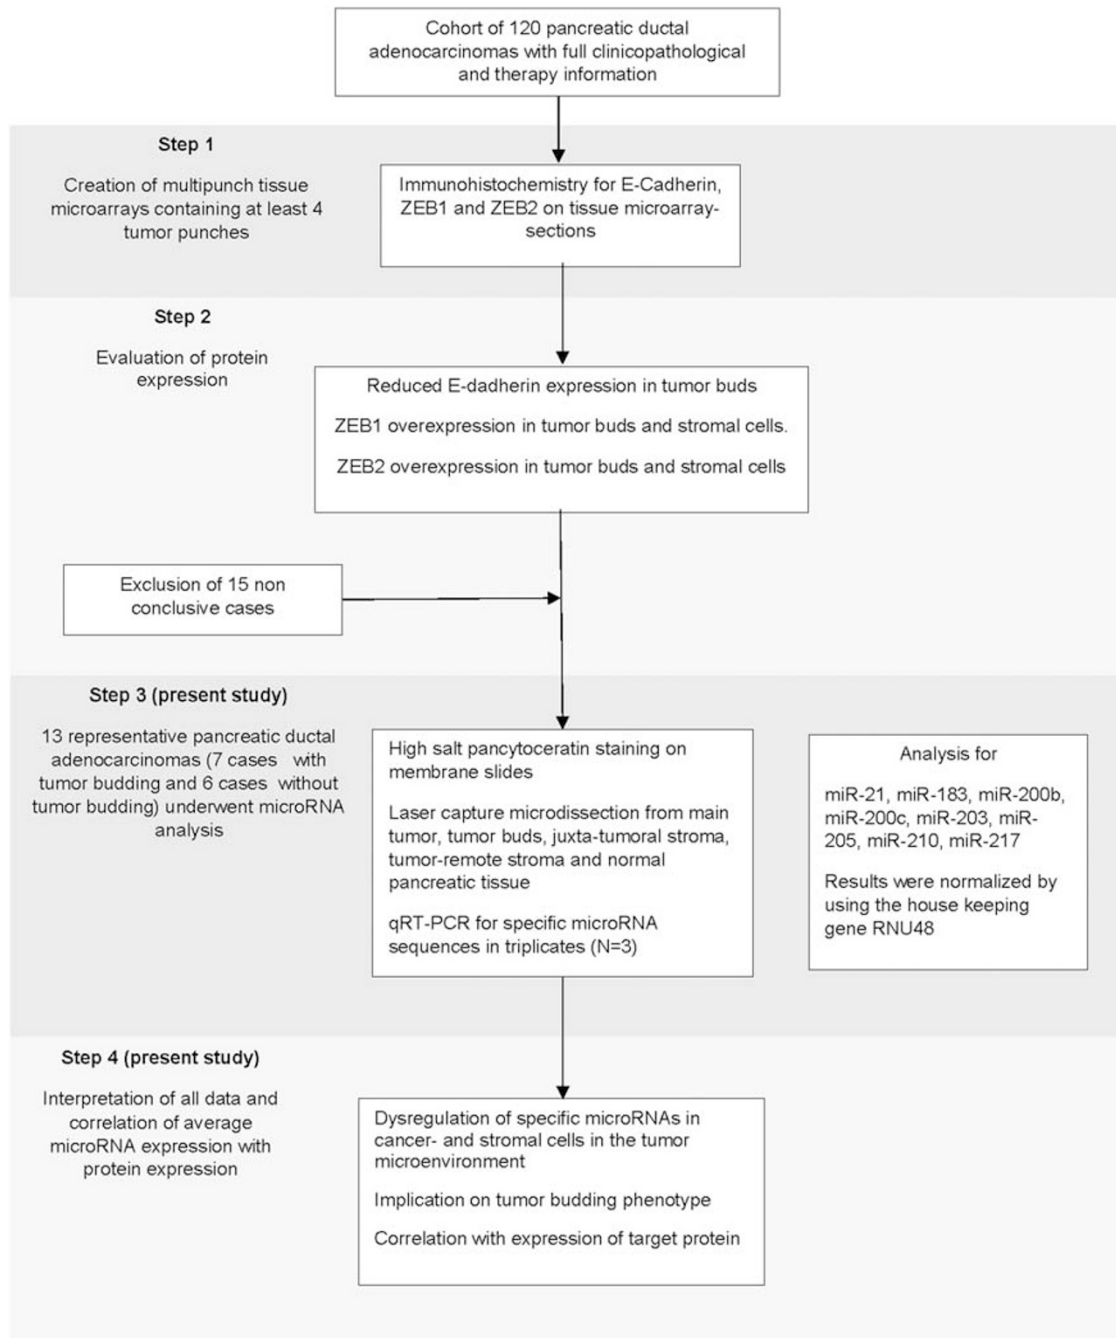 Cohort of 120 pancreatic ductal
adenocarcinomas with full clinicopathological
and therapy information
Step 1
Creation of multipunch tissue
microarrays containing at least 4
tumor punches
Immunohistochemistry for E-Cadherin,
ZEB1 and ZEB2 on tissue microarray-
sections
Step 2
Evaluation of protein
expression
Reduced E-dadherin expression in tumor buds
ZEB1 overexpression in tumor buds and stromal cells.
ZEB2 overexpression in tumor buds and stromal cells
Exclusion of 15 non
conclusive cases
Step 3 (present study)
13 representative pancreatic ductal
adenocarcinomas (7 cases with
tumor budding and 6 cases without
tumor budding) underwent microRNA
analysis
High salt pancytoceratin staining on
membrane slides
Laser capture microdissection from main
tumor, tumor buds, juxta-tumoral stroma,
tumor-remote stroma and normal
pancreatic tissue
qRT-PCR for specific microRNA
sequences in triplicates (N=3)
Analysis for
miR-21, miR-183, miR-200b,
miR-200c, miR-203, miR-
205, miR-210, miR-217
Results were normalized by
using the house keeping
gene RNU48
Step 4 (present study)
Interpretation of all data and
correlation of average
microRNA expression with
protein expression
Dysregulation of specific microRNAs in
cancer- and stromal cells in the tumor
microenvironment
Implication on tumor budding phenotype
Correlation with expression of target protein